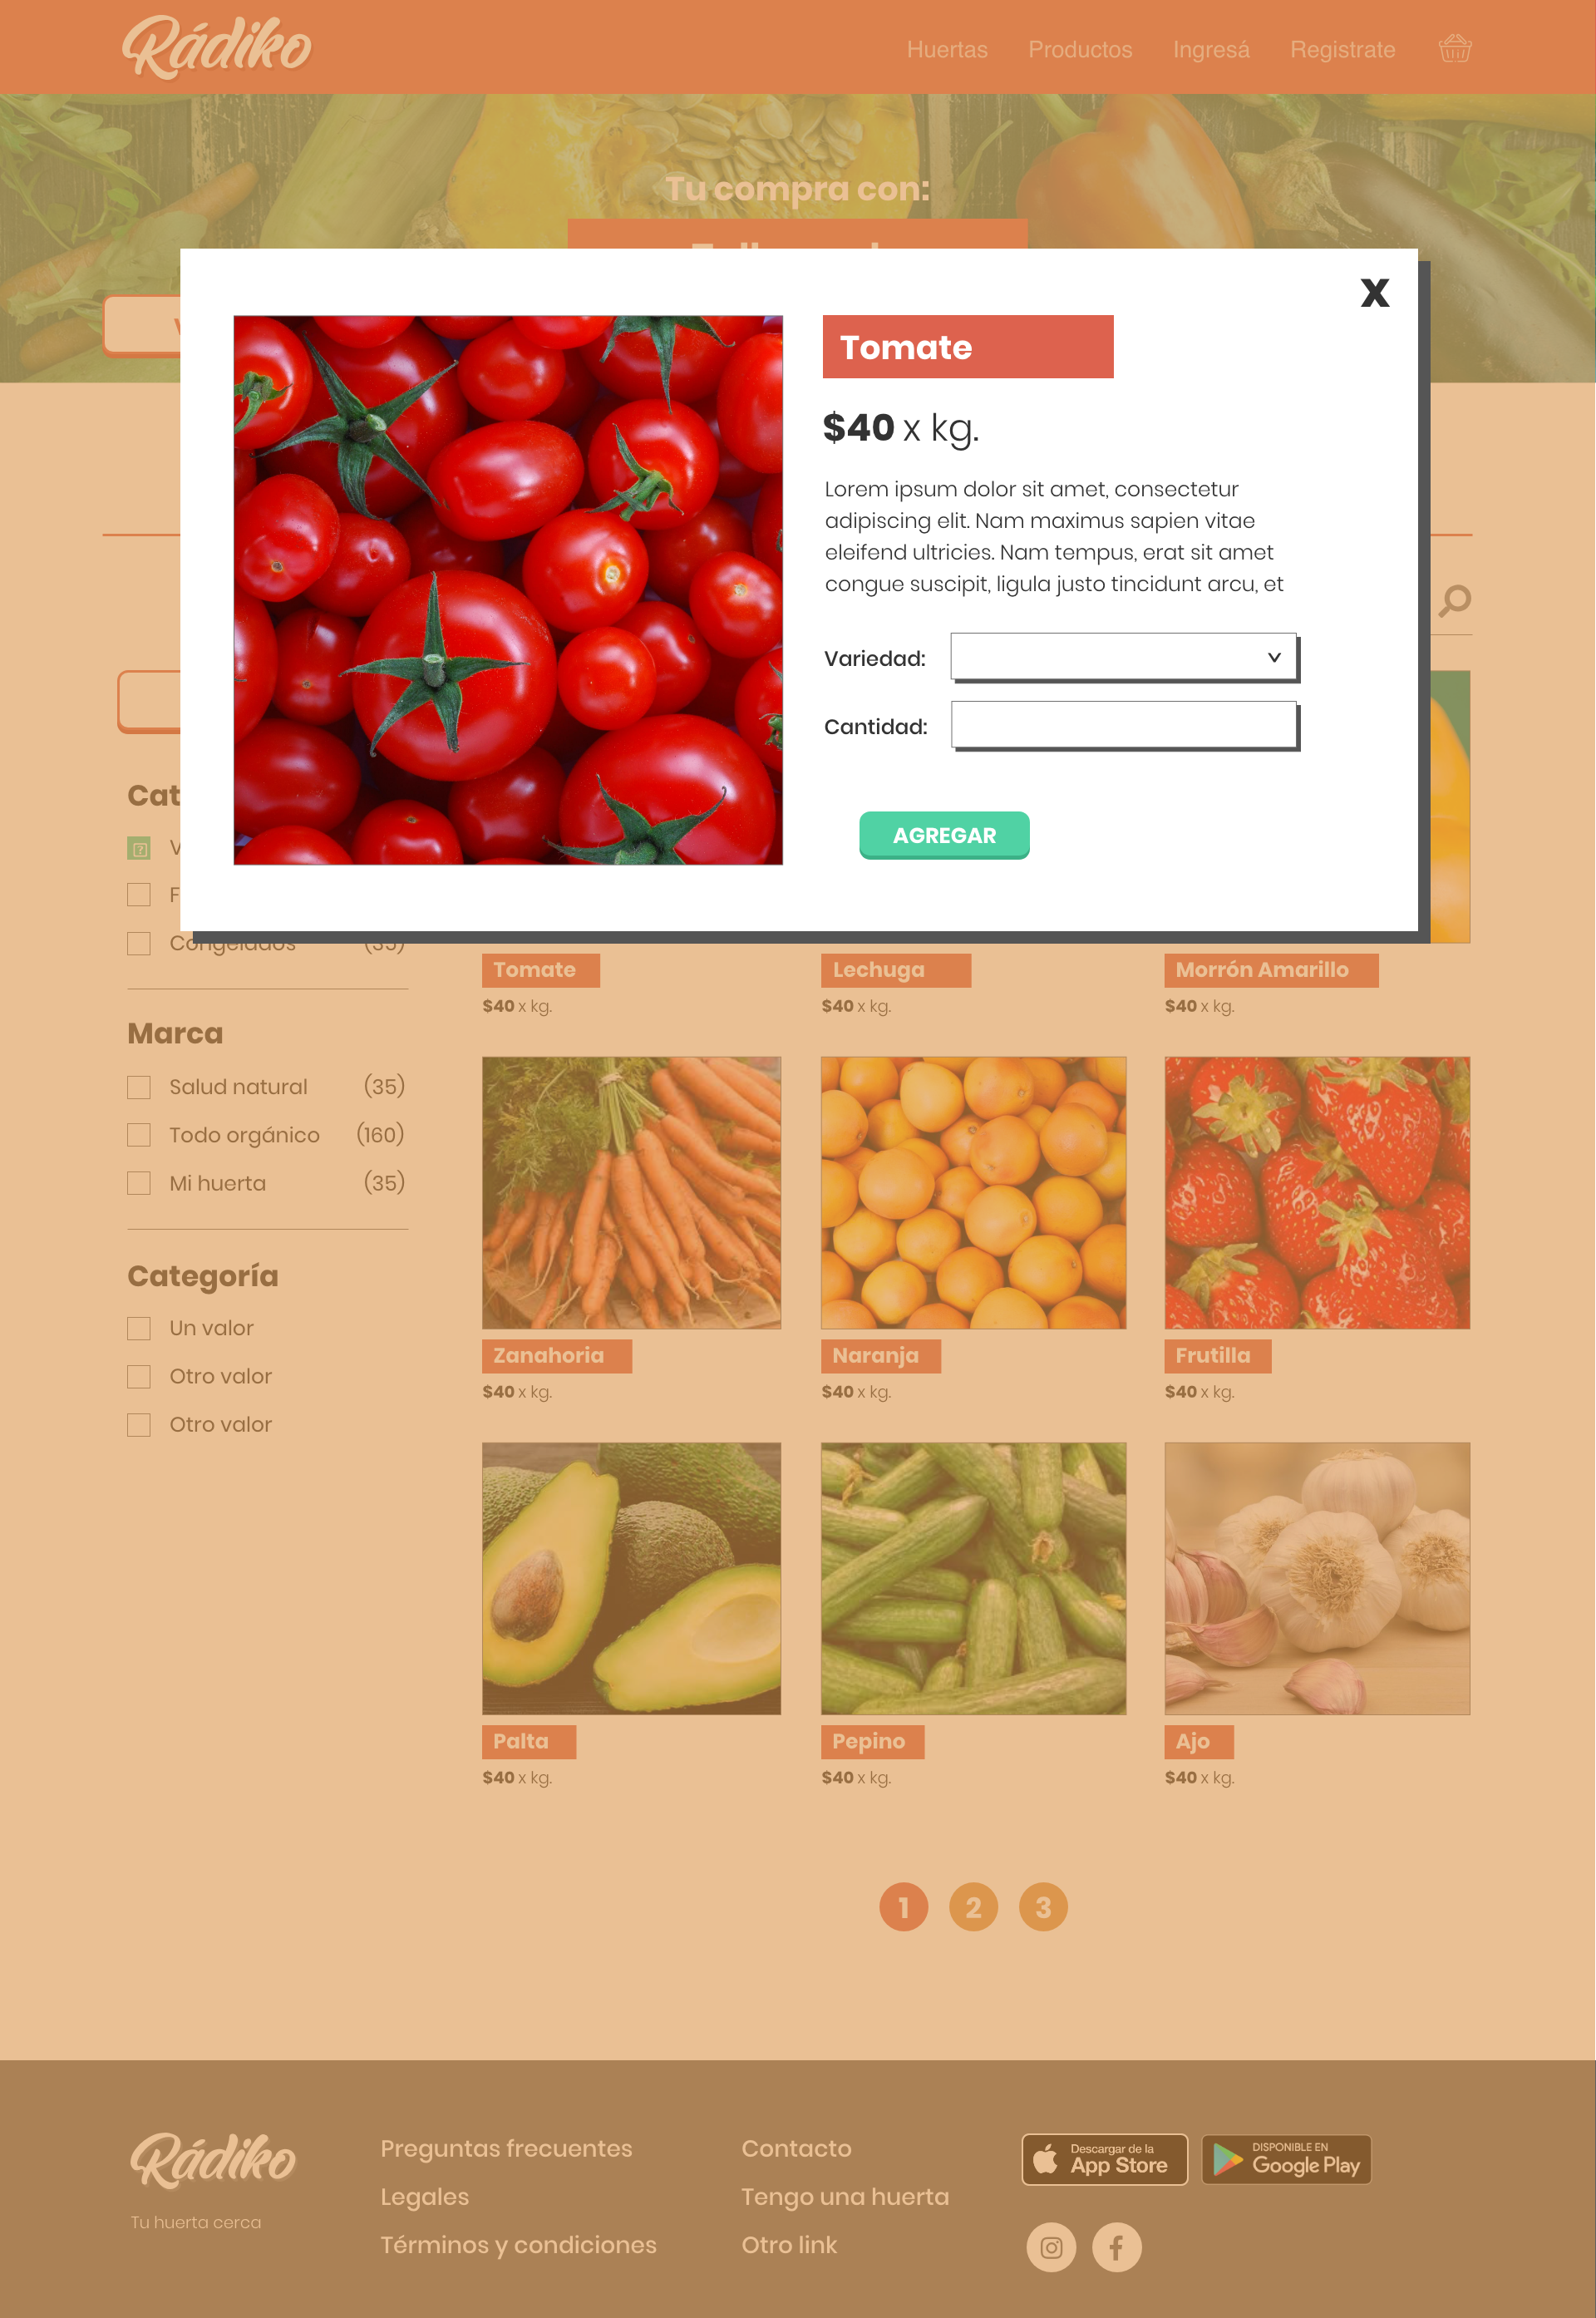 Rádiko
Huertas Productos Ingresá Registrate
Tu compra con:
X
Tomate
$40 x kg.
Lorem ipsum dolor sit amet, consectetur
adipiscing elit. Nam maximus sapien vitae
eleifend ultricies. Nam tempus, erat sit amet
congue suscipit, ligula justo tincidunt arcu, et
Variedad:
Cantidad:
AGREGAR
Cat
V
F
Congelados (35)
Marca
Salud natural (35)
Todo orgánico (160)
Mi huerta (35)
Categoría
Un valor
Otro valor
Otro valor
Tomate
$40 x kg.
Lechuga
$40 x kg.
Morrón Amarillo
$40 x kg.
Zanahoria
$40 x kg.
Naranja
$40 x kg.
Frutilla
$40 x kg.
Palta
$40 x kg.
Pepino
$40 x kg.
Ajo
$40 x kg.
1 2 3
Rádiko
Tu huerta cerca
Preguntas frecuentes
Legales
Términos y condiciones
Contacto
Tengo una huerta
Otro link
Descargar de la
App Store
DISPONIBLE EN
Google Play